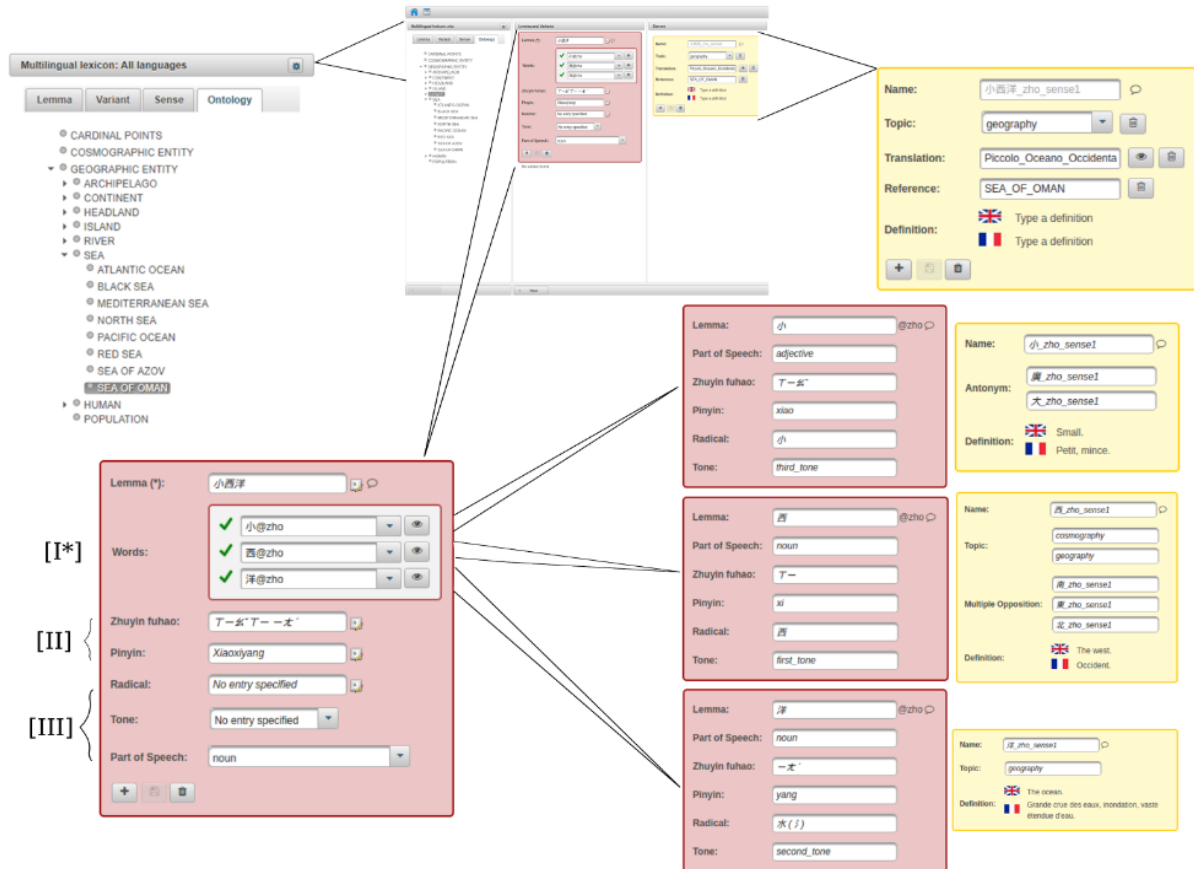 Multilingual lexicon: All languages
Lemma Variant Sense Ontology
CARDINAL POINTS
COSMOGRAPHIC ENTITY
GEOGRAPHIC ENTITY
ARCHIPELAGO
CONTINENT
HEADLAND
ISLAND
RIVER
SEA
ATLANTIC OCEAN
BLACK SEA
MEDITERRANEAN SEA
NORTH SEA
PACIFIC OCEAN
RED SEA
SEA OF AZOV
SEA OF OMAN
HUMAN
POPULATION
Name: 小西洋_zho_sense1
Topic: geography
Translation: Piccolo_Oceano_Occidenta
Reference: SEA_OF_OMAN
Definition:
Type a definition
Type a definition
[I*]
[II]
[III]
Lemma (*): 小西洋
Words:
小@zho
西@zho
洋@zho
Zhuyin fuhao: ㄒㄧㄠˇㄒㄧ ㄧㄤˊ
Pinyin: Xiaoxiyang
Radical: No entry specified
Tone: No entry specified
Part of Speech: noun
Lemma: 小 @zho
Part of Speech: adjective
Zhuyin fuhao: ㄒㄧㄠˇ
Pinyin: xiao
Radical: 小
Tone: third_tone
Name: 小_zho_sense1
Antonym:
廣_zho_sense1
大_zho_sense1
Definition:
Small.
Petit, mince.
Lemma: 西 @zho
Part of Speech: noun
Zhuyin fuhao: ㄒㄧ
Pinyin: xi
Radical: 西
Tone: first_tone
Name: 西_zho_sense1
Topic:
cosmography
geography
Multiple Opposition:
南_zho_sense1
東_zho_sense1
北_zho_sense1
Definition:
The west.
Occident.
Lemma: 洋 @zho
Part of Speech: noun
Zhuyin fuhao: ㄧㄤˊ
Pinyin: yang
Radical: 水 (氵)
Tone: second_tone
Name: 洋_zho_sense1
Topic: geography
Definition:
The ocean.
Grande crue des eaux, inondation, vaste
étendue d'eau.